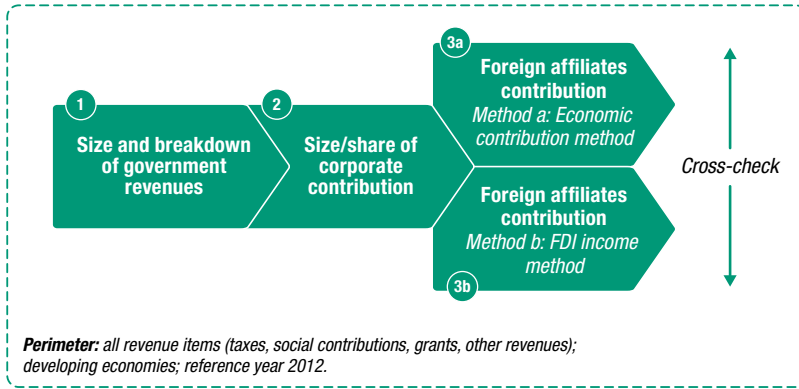 1
Size and breakdown
of government
revenues
2
Size/share of
corporate
contribution
3a
Foreign affiliates
contribution
Method a: Economic
contribution method
Foreign affiliates
contribution
Method b: FDI income
method
3b
Cross-check
Perimeter: all revenue items (taxes, social contributions, grants, other revenues);
developing economies; reference year 2012.